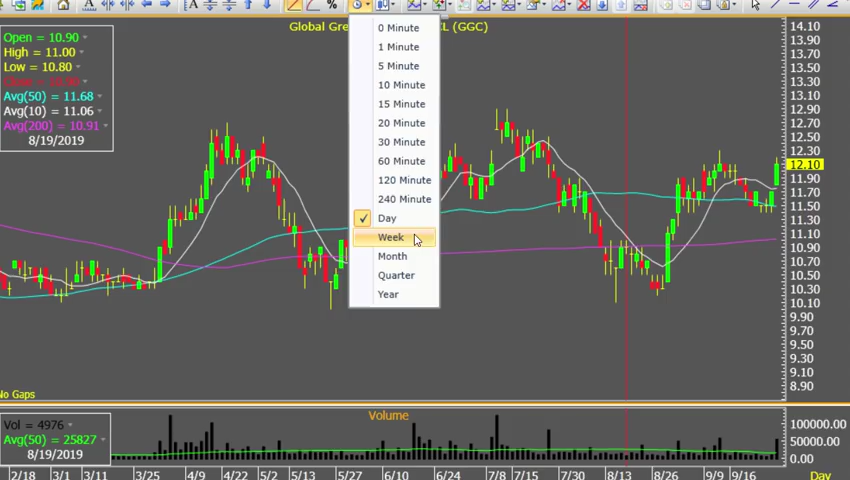 Global Gre
CL (GGC)
Open = 10.90
High = 11.00
Low = 10.80
Avg(50) = 11.68
Avg(10) = 11.06
Avg(200) = 10.91
8/19/2019
0 Minute
1 Minute
5 Minute
10 Minute
15 Minute
20 Minute
30 Minute
60 Minute
120 Minute
240 Minute
Day
Week
Month
Quarter
Year
14.10
13.90
13.70
13.50
13.30
13.10
12.90
12.70
12.50
12.30
12.10
11.90
11.70
11.50
11.30
11.10
10.90
10.70
10.50
10.30
10.10
9.90
9.70
9.50
9.30
9.10
8.90
No Gaps
Volume
Vol = 4976
Avg(50) = 25827
8/19/2019
100000.00
50000.00
0.00
2/18 3/1 3/11 3/25 4/9 4/22 5/2 5/13 5/27 6/10 6/24 7/8 7/15 7/30 8/13 8/26 9/9 9/16 Day